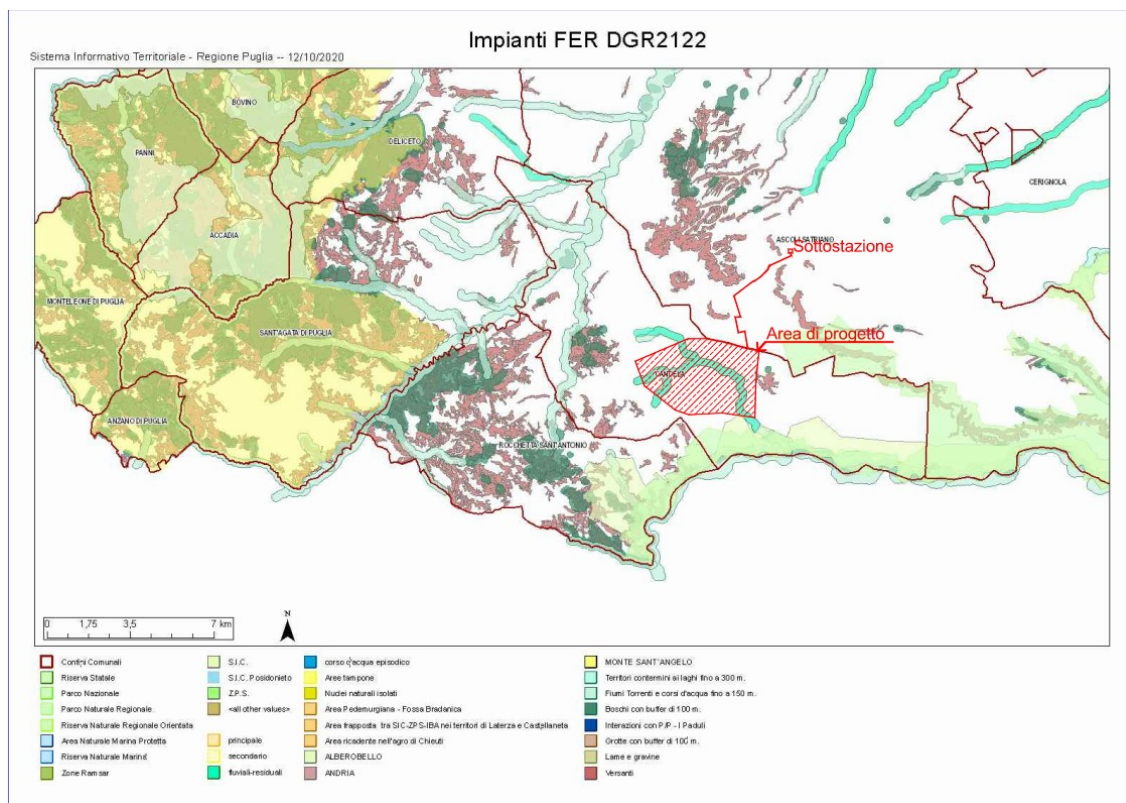 Impianti FER DGR2122
Sistema Informativo Territoriale - Regione Puglia -- 12/10/2020
BOVINO
DELICETO
PANNI
CERIGNOLA
ACCADIA
ASCOLI SATRIANO
Sottostazione
MONTELEONE DI PUGLIA
SANT'AGATA DI PUGLIA
Area di progetto
CANDELA
ANZANO DI PUGLIA
ROCCHETTA SANT'ANTONIO
N
0 1,75 3,5 7 km
Confini Comunali
Riserva Statale
Parco Nazionale
Parco Naturale Regionale
Riserva Naturale Regionale Orientata
Area Naturale Marina Protetta
Riserva Naturale Marina
Zone Ramsar
S.I.C.
S.I.C. Posidonieto
Z.P.S.
<all other values>
principale
secondario
fluviali-residuali
corso d'acqua episodico
Aree tampone
Nuclei naturali isolati
Area Pedemurgiana - Fossa Bradanica
Area frapposta tra SIC-ZPS-IBA nei territori di Laterza e Castellaneta
Area ricadente nell'agro di Chieuti
ALBEROBELLO
ANDRIA
MONTE SANT'ANGELO
Territori contermini ai laghi fino a 300 m.
Fiumi Torrenti e corsi d'acqua fino a 150 m.
Boschi con buffer di 100 m.
Interazioni con P/P - I Paduli
Grotte con buffer di 100 m.
Lame e gravine
Versanti